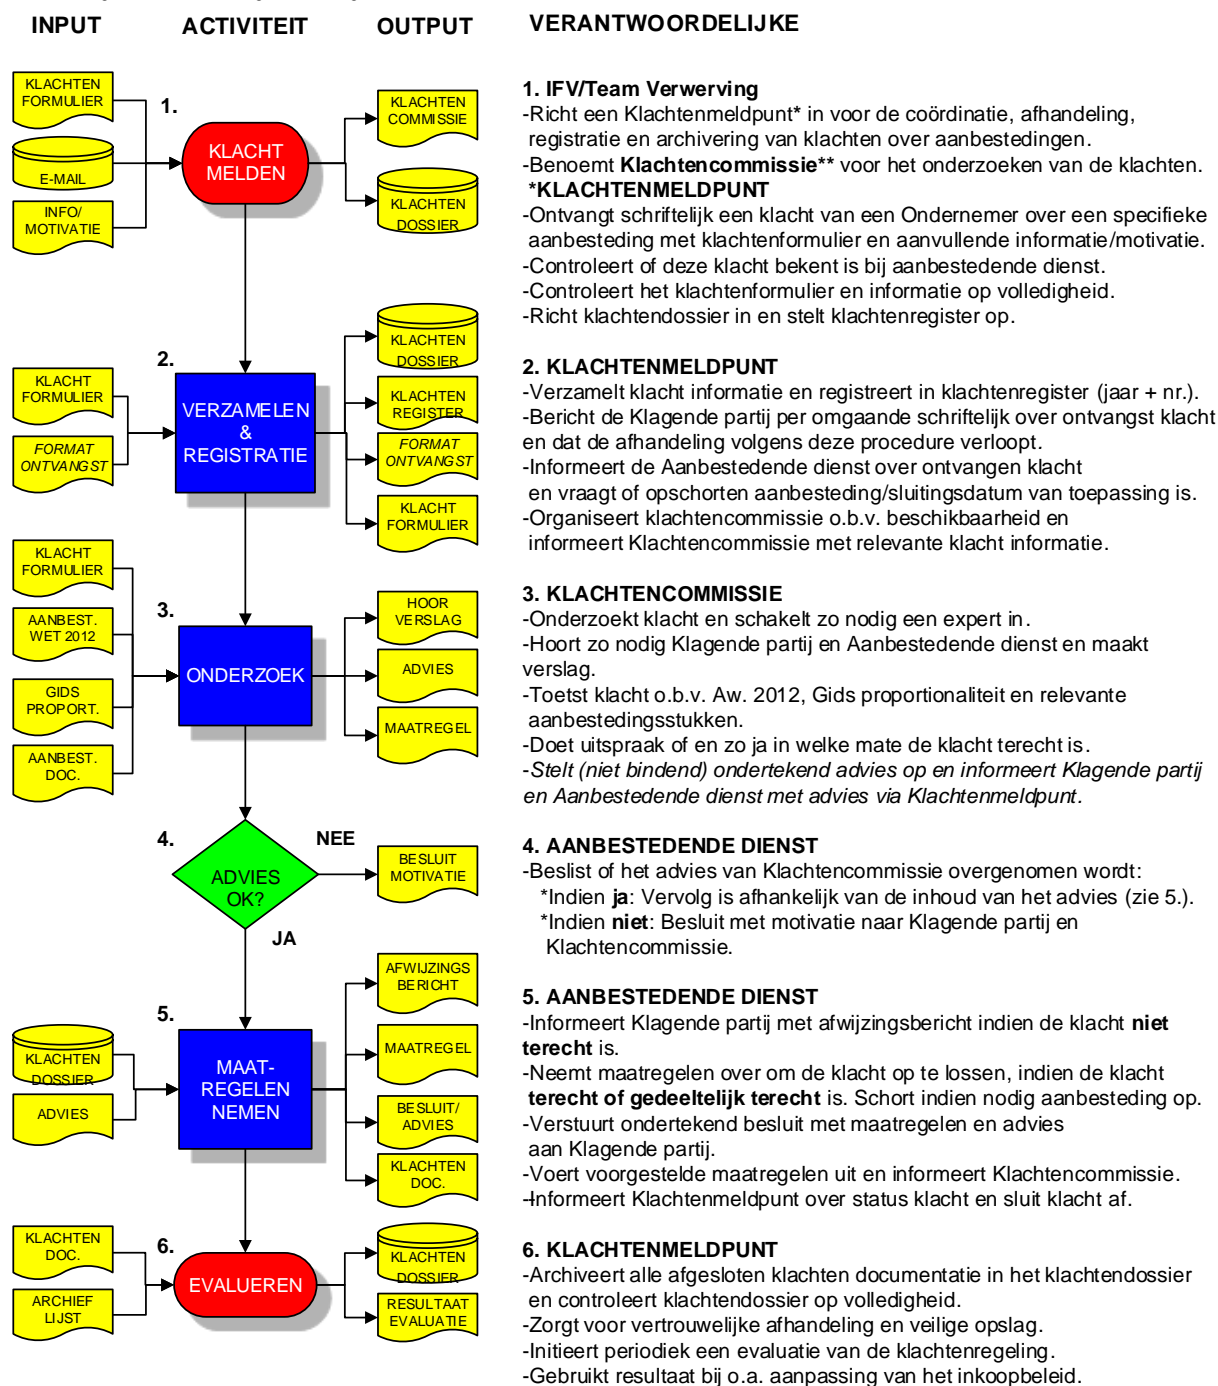 INPUT
ACTIVITEIT
OUTPUT
VERANTWOORDELIJKE
KLACHTEN
FORMULIER
E-MAIL
INFO/
MOTIVATIE
1.
KLACHT
MELDEN
KLACHTEN
COMMISSIE
KLACHTEN
DOSSIER
1. IFV/Team Verwerving
-Richt een Klachtenmeldpunt* in voor de coördinatie, afhandeling,
registratie en archivering van klachten over aanbestedingen.
-Benoemt Klachtencommissie** voor het onderzoeken van de klachten.
*KLACHTENMELDPUNT
-Ontvangt schriftelijk een klacht van een Ondernemer over een specifieke
aanbesteding met klachtenformulier en aanvullende informatie/motivatie.
-Controleert of deze klacht bekent is bij aanbestedende dienst.
-Controleert het klachtenformulier en informatie op volledigheid.
-Richt klachtendossier in en stelt klachtenregister op.
KLACHT
FORMULIER
FORMAT
ONTVANGST
2.
VERZAMELEN
&
REGISTRATIE
KLACHTEN
DOSSIER
KLACHTEN
REGISTER
FORMAT
ONTVANGST
KLACHT
FORMULIER
2. KLACHTENMELDPUNT
-Verzamelt klacht informatie en registreert in klachtenregister (jaar + nr.).
-Bericht de Klagende partij per omgaande schriftelijk over ontvangst klacht
en dat de afhandeling volgens deze procedure verloopt.
-Informeert de Aanbestedende dienst over ontvangen klacht
en vraagt of opschorten aanbesteding/sluitingsdatum van toepassing is.
-Organiseert klachtencommissie o.b.v. beschikbaarheid en
informeert Klachtencommissie met relevante klacht informatie.
KLACHT
FORMULIER
AANBEST.
WET 2012
GIDS
PROPORT.
AANBEST.
DOC.
3.
ONDERZOEK
HOOR
VERSLAG
ADVIES
MAATREGEL
3. KLACHTENCOMMISSIE
-Onderzoekt klacht en schakelt zo nodig een expert in.
-Hoort zo nodig Klagende partij en Aanbestedende dienst en maakt
verslag.
-Toetst klacht o.b.v. Aw. 2012, Gids proportionaliteit en relevante
aanbestedingsstukken.
-Doet uitspraak of en zo ja in welke mate de klacht terecht is.
-Stelt (niet bindend) ondertekend advies op en informeert Klagende partij
en Aanbestedende dienst met advies via Klachtenmeldpunt.
4.
ADVIES
OK?
NEE
JA
BESLUIT
MOTIVATIE
4. AANBESTEDENDE DIENST
-Beslist of het advies van Klachtencommissie overgenomen wordt:
*Indien ja: Vervolg is afhankelijk van de inhoud van het advies (zie 5.).
*Indien niet: Besluit met motivatie naar Klagende partij en
Klachtencommissie.
KLACHTEN
DOSSIER
ADVIES
5.
MAAT-
REGELEN
NEMEN
AFWIJZINGS
BERICHT
MAATREGEL
BESLUIT/
ADVIES
KLACHTEN
DOC.
5. AANBESTEDENDE DIENST
-Informeert Klagende partij met afwijzingsbericht indien de klacht niet
terecht is.
-Neemt maatregelen over om de klacht op te lossen, indien de klacht
terecht of gedeeltelijk terecht is. Schort indien nodig aanbesteding op.
-Verstuurt ondertekend besluit met maatregelen en advies
aan Klagende partij.
-Voert voorgestelde maatregelen uit en informeert Klachtencommissie.
-Informeert Klachtenmeldpunt over status klacht en sluit klacht af.
KLACHTEN
DOC.
ARCHIEF
LIJST
6.
EVALUEREN
KLACHTEN
DOSSIER
RESULTAAT
EVALUATIE
6. KLACHTENMELDPUNT
-Archiveert alle afgesloten klachten documentatie in het klachtendossier
en controleert klachtendossier op volledigheid.
-Zorgt voor vertrouwelijke afhandeling en veilige opslag.
-Initieert periodiek een evaluatie van de klachtenregeling.
-Gebruikt resultaat bij o.a. aanpassing van het inkoopbeleid.